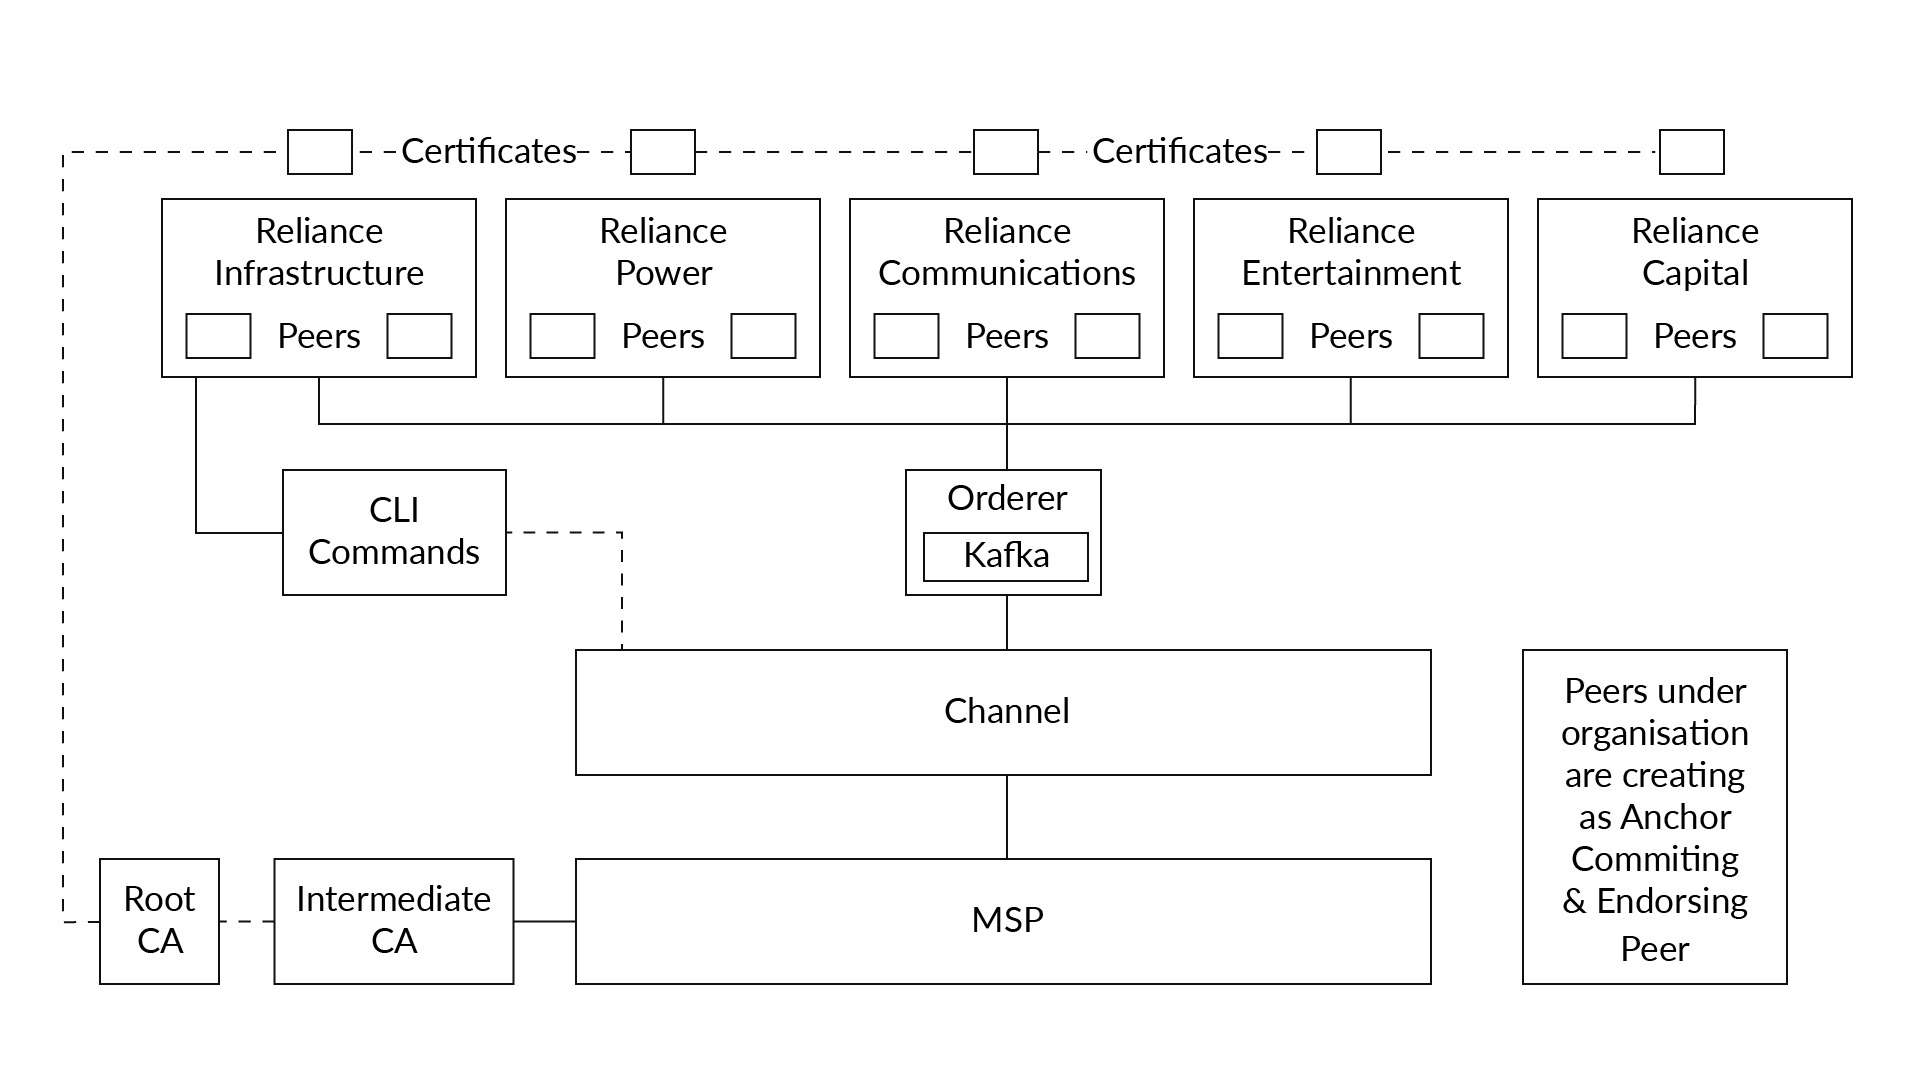 Certificates
Certificates
Reliance
Infrastructure
Peers
Reliance
Power
Peers
Reliance
Communications
Peers
Reliance
Entertainment
Peers
Reliance
Capital
Peers
CLI
Commands
Orderer
Kafka
Channel
Peers under
organisation
are creating
as Anchor
Commiting
& Endorsing
Peer
Root
CA
Intermediate
CA
MSP